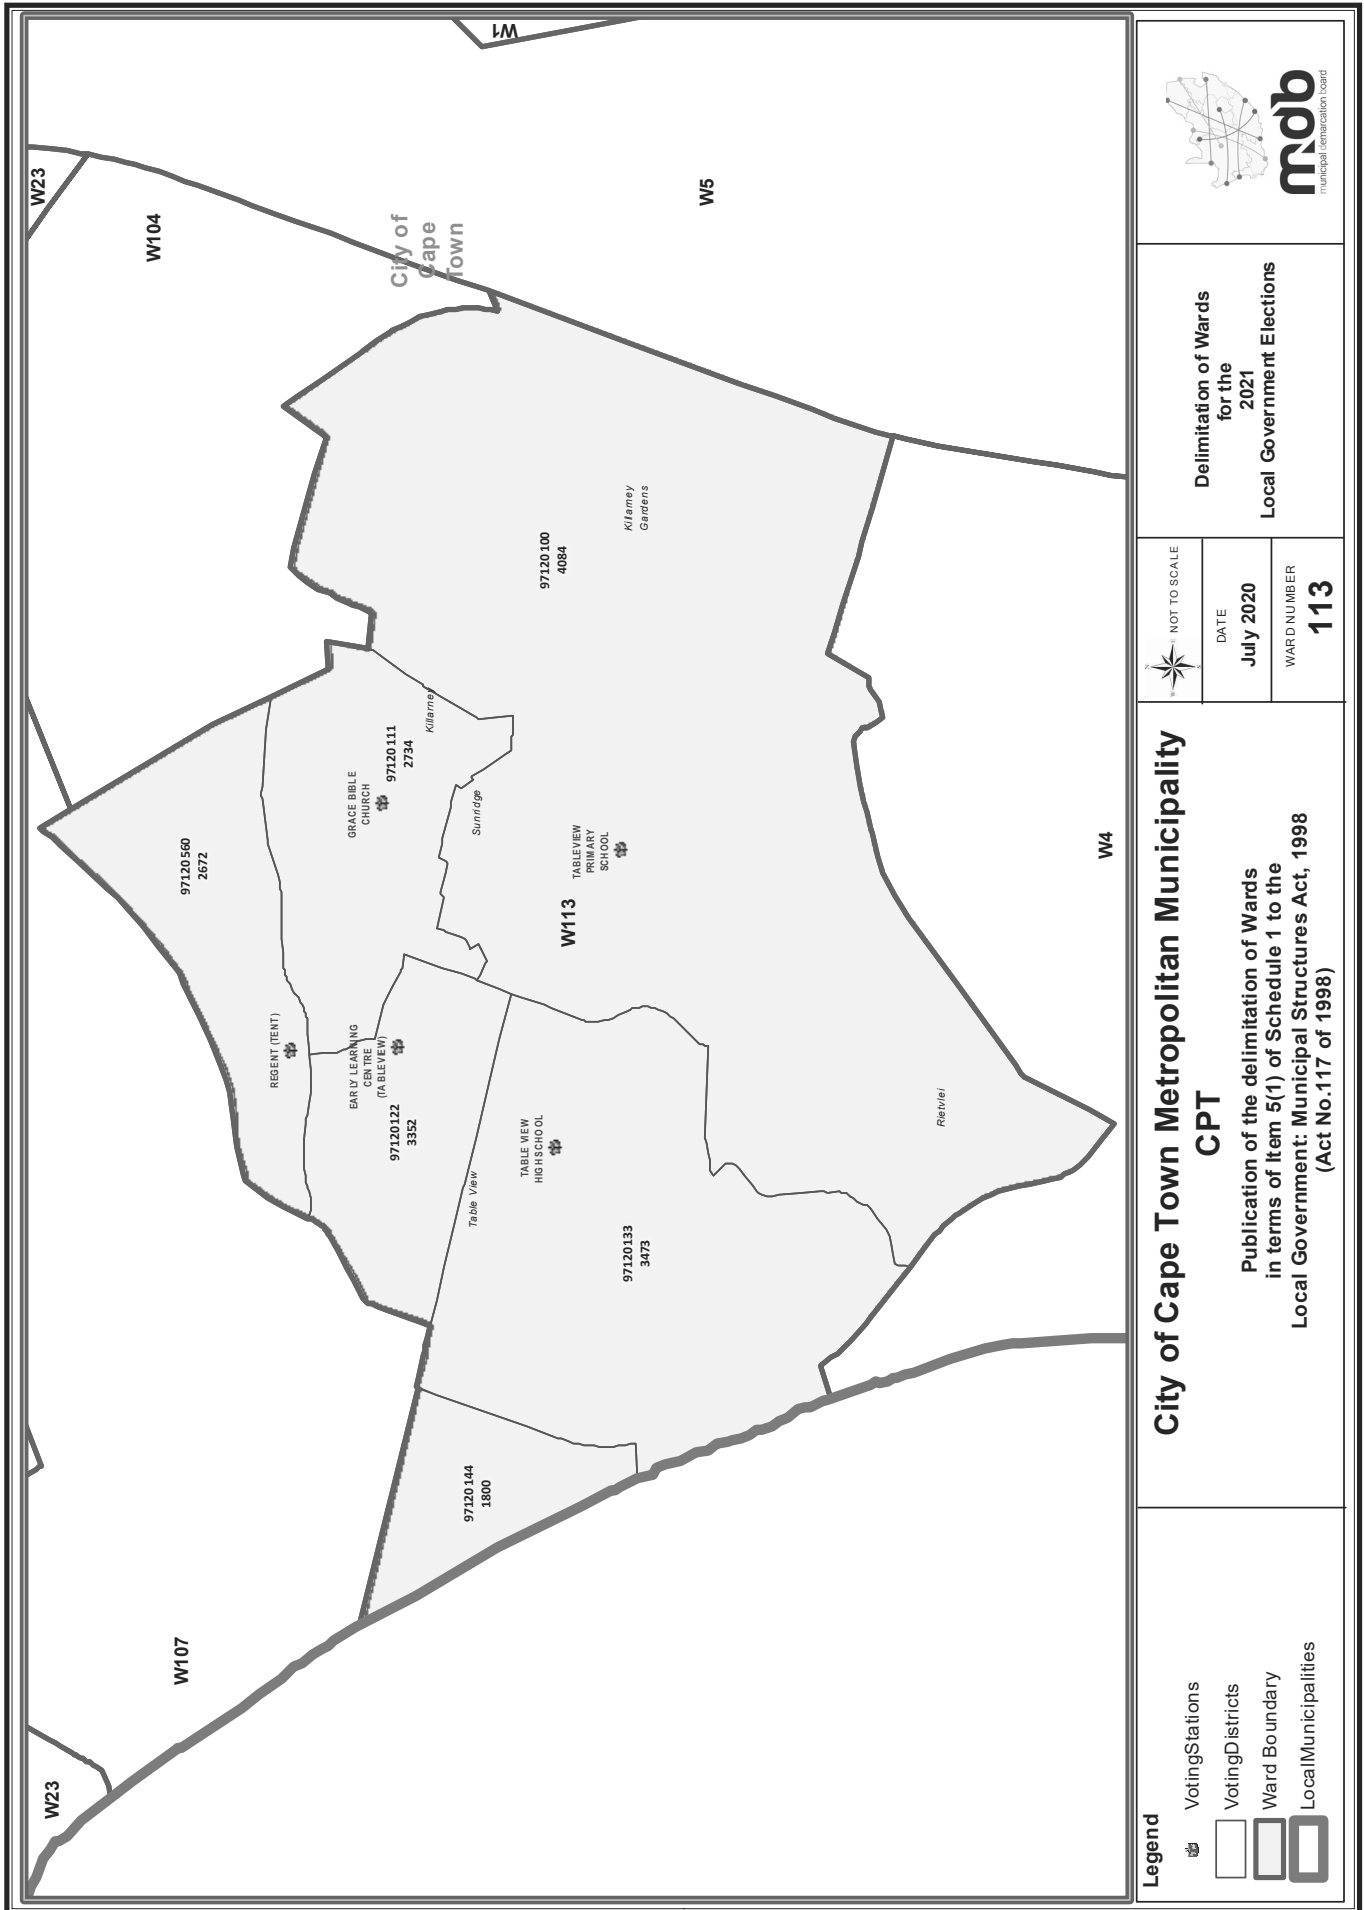 W23
W107
W104
W23
W1
City of
Cape
Town
W5
W4
W113
97120560
2672
REGENT (TENT)
GRACE BIBLE
CHURCH
97120111
2734
Killarney
Sunridge
EARLY LEARNING
CENTRE
(TABLEVIEW)
97120122
3352
Table View
TABLE VIEW
HIGH SCHOOL
97120133
3473
97120144
1800
TABLEVIEW
PRIMARY
SCHOOL
97120100
4084
Killarney
Gardens
Rietvlei
Legend
VotingStations
VotingDistricts
Ward Boundary
LocalMunicipalities
City of Cape Town Metropolitan Municipality
CPT
Publication of the delimitation of Wards
in terms of Item 5(1) of Schedule 1 to the
Local Government: Municipal Structures Act, 1998
(Act No.117 of 1998)
N
E
S
W
NOT TO SCALE
DATE
July 2020
WARD NUMBER
113
Delimitation of Wards
for the
2021
Local Government Elections
mdb
municipal demarcation board